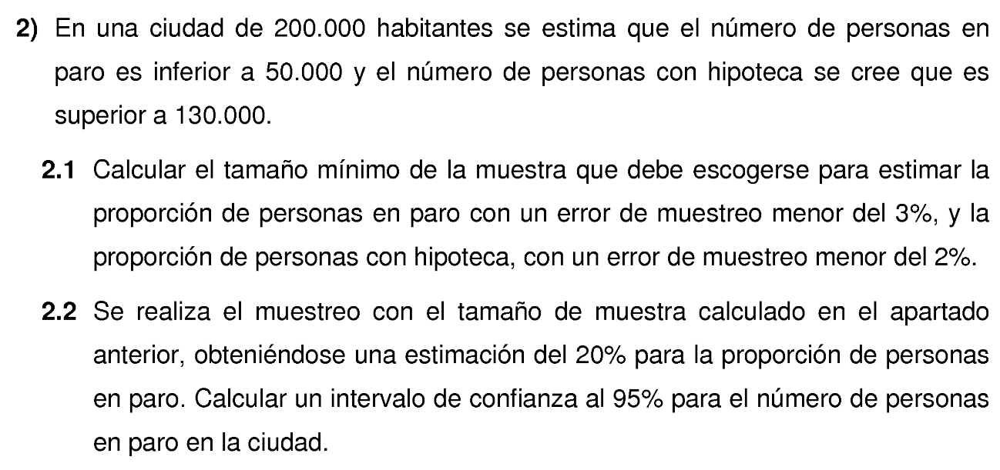 2) En una ciudad de 200.000 habitantes se estima que el número de personas en
paro es inferior a 50.000 y el número de personas con hipoteca se cree que es
superior a 130.000.
2.1 Calcular el tamaño mínimo de la muestra que debe escogerse para estimar la
proporción de personas en paro con un error de muestreo menor del 3%, y la
proporción de personas con hipoteca, con un error de muestreo menor del 2%.
2.2 Se realiza el muestreo con el tamaño de muestra calculado en el apartado
anterior, obteniéndose una estimación del 20% para la proporción de personas
en paro. Calcular un intervalo de confianza al 95% para el número de personas
en paro en la ciudad.